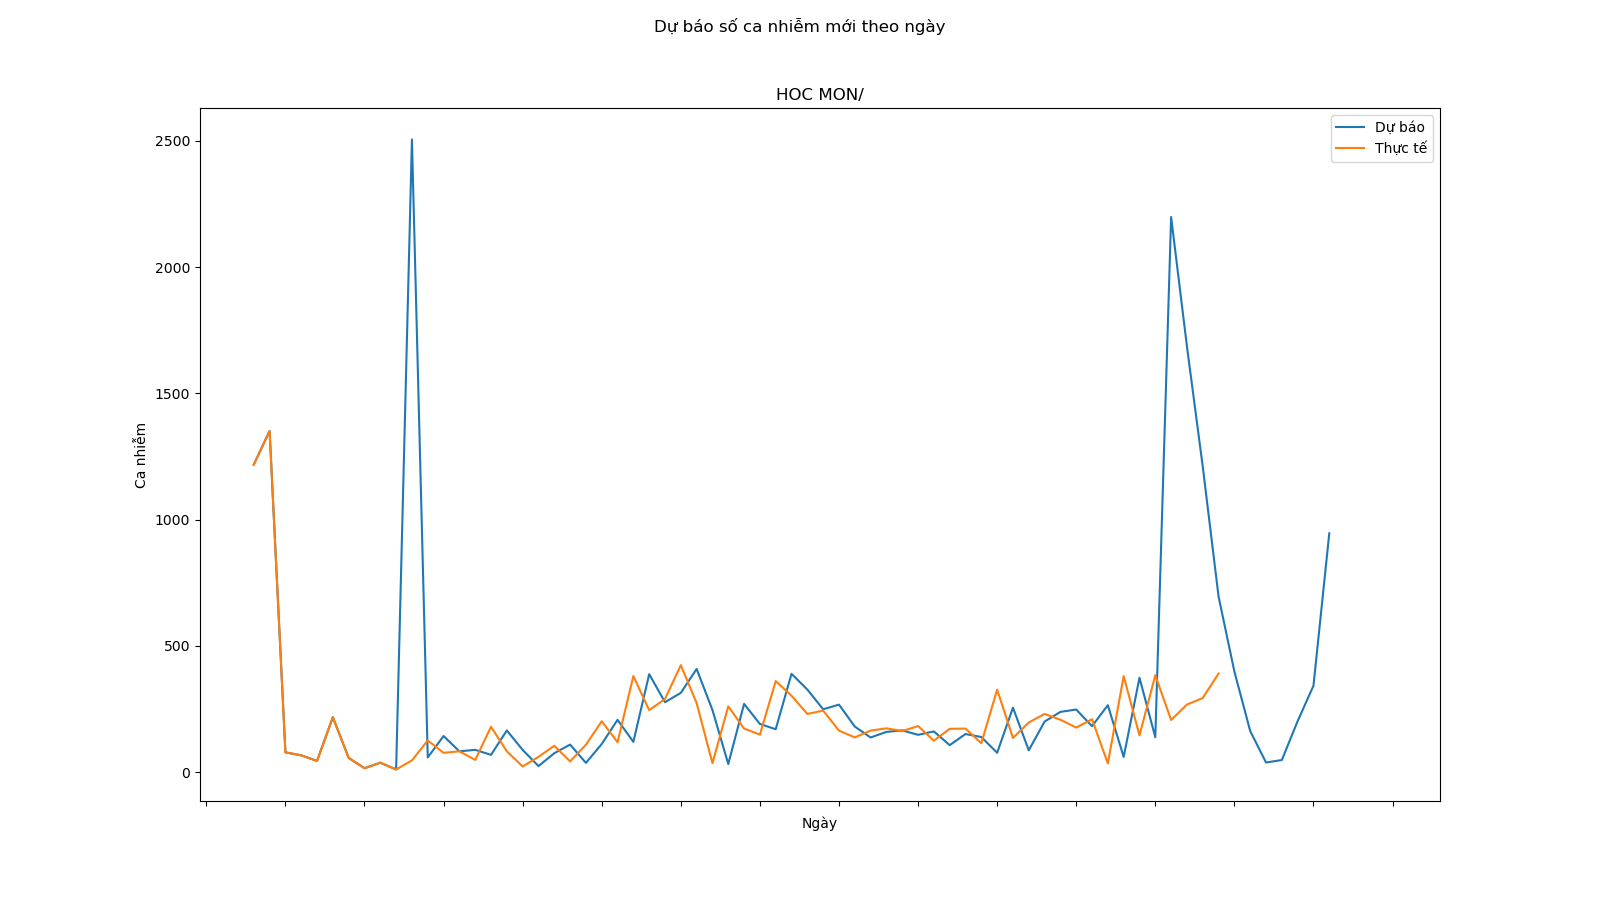 Dự báo số ca nhiễm mới theo ngày
HOC MON/
Dự báo
Thực tế
2500
2000
1500
1000
500
0
Ca nhiễm
Ngày